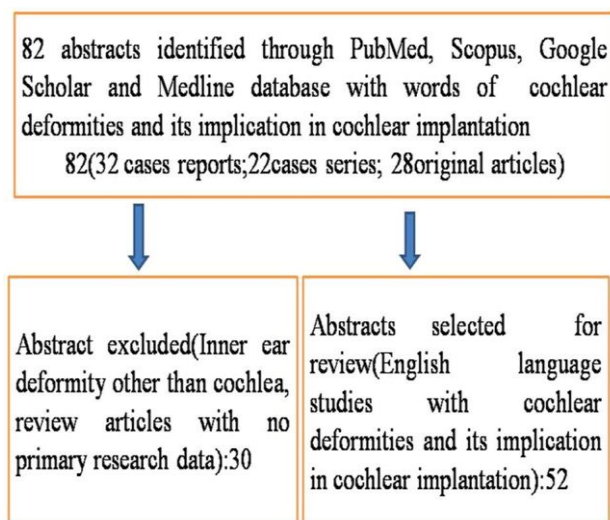 82 abstracts identified through PubMed, Scopus, Google
Scholar and Medline database with words of cochlear
deformities and its implication in cochlear implantation
82(32 cases reports;22cases series; 28original articles)
Abstract excluded(Inner ear
deformity other than cochlea,
review articles with no
primary research data):30
Abstracts selected for
review(English language
studies with cochlear
deformities and its implication
in cochlear implantation):52